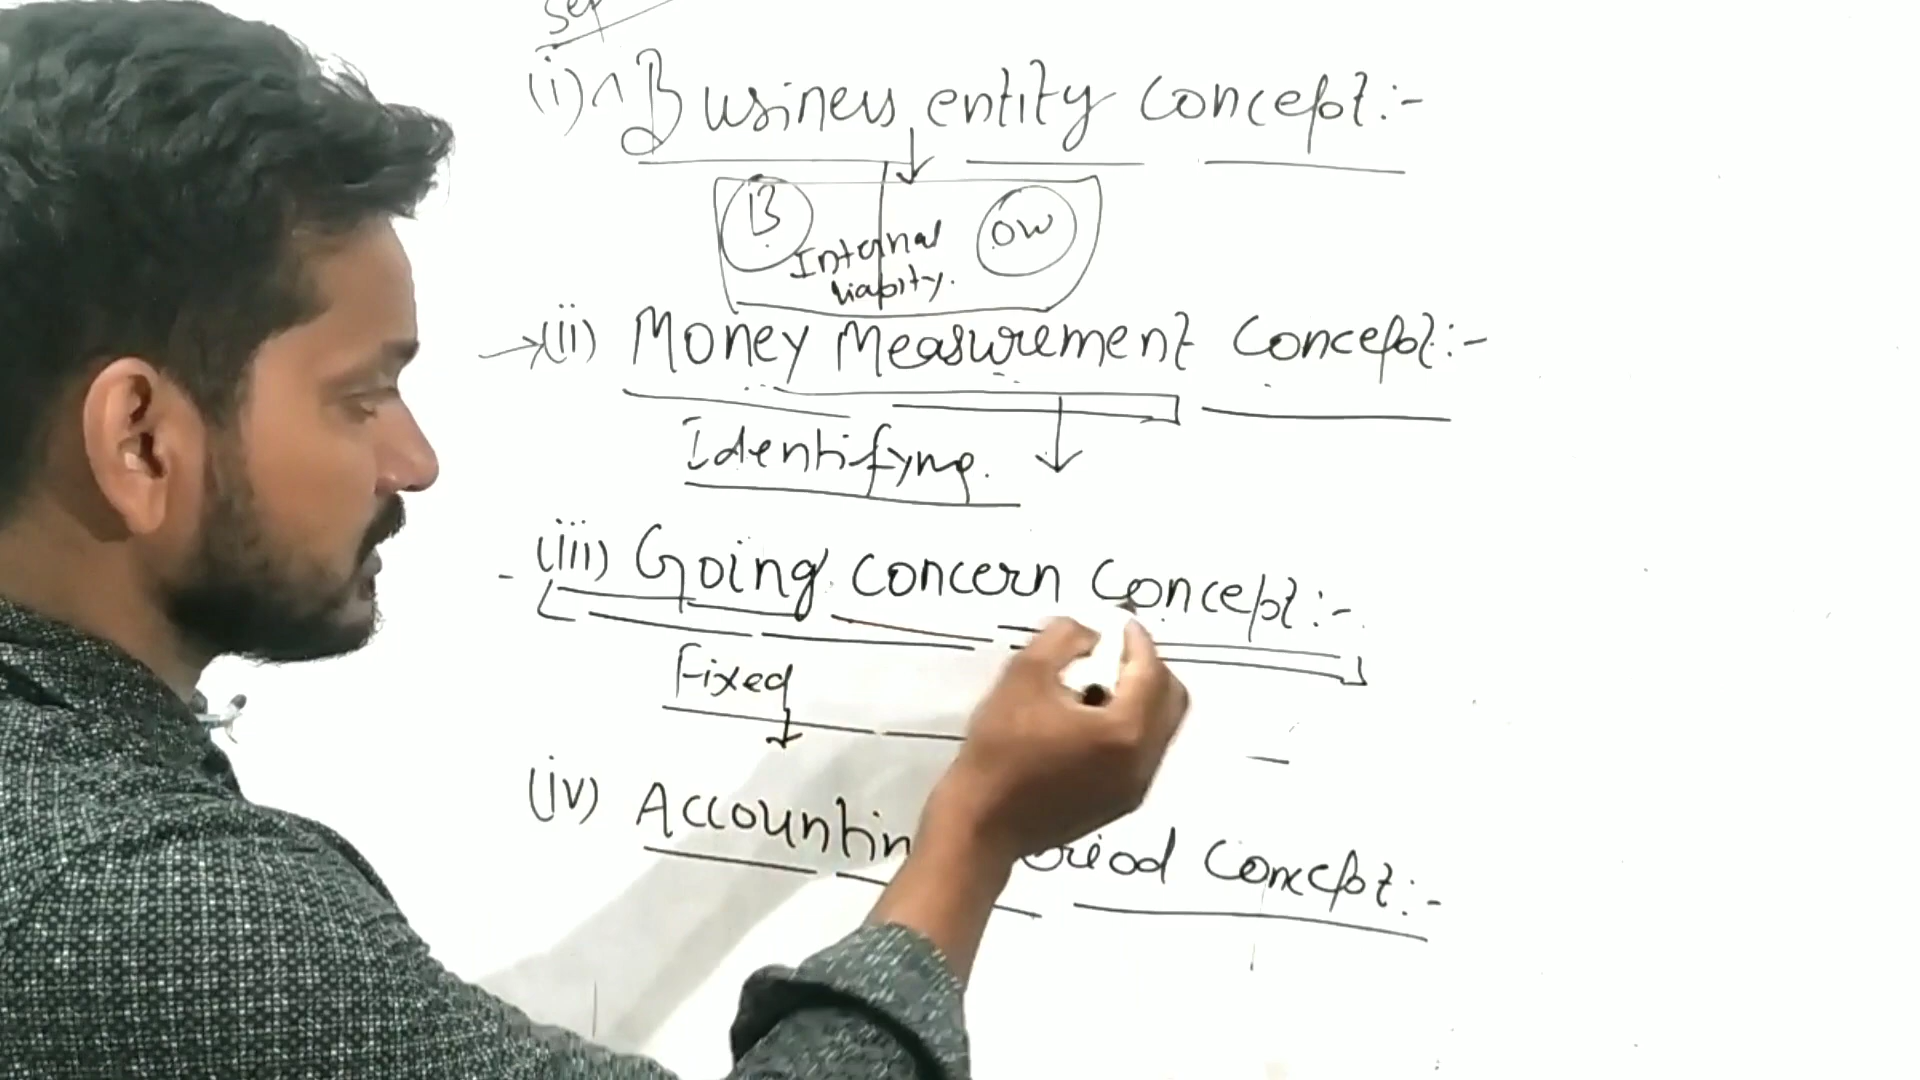 Sep
(i) Business entity concept:-
B OW
Internal
liability.
(ii) Money Measurement Concept:-
Identifying.
(iii) Going concern Concept:-
Fixed
(iv) Accounting Period Concept:-